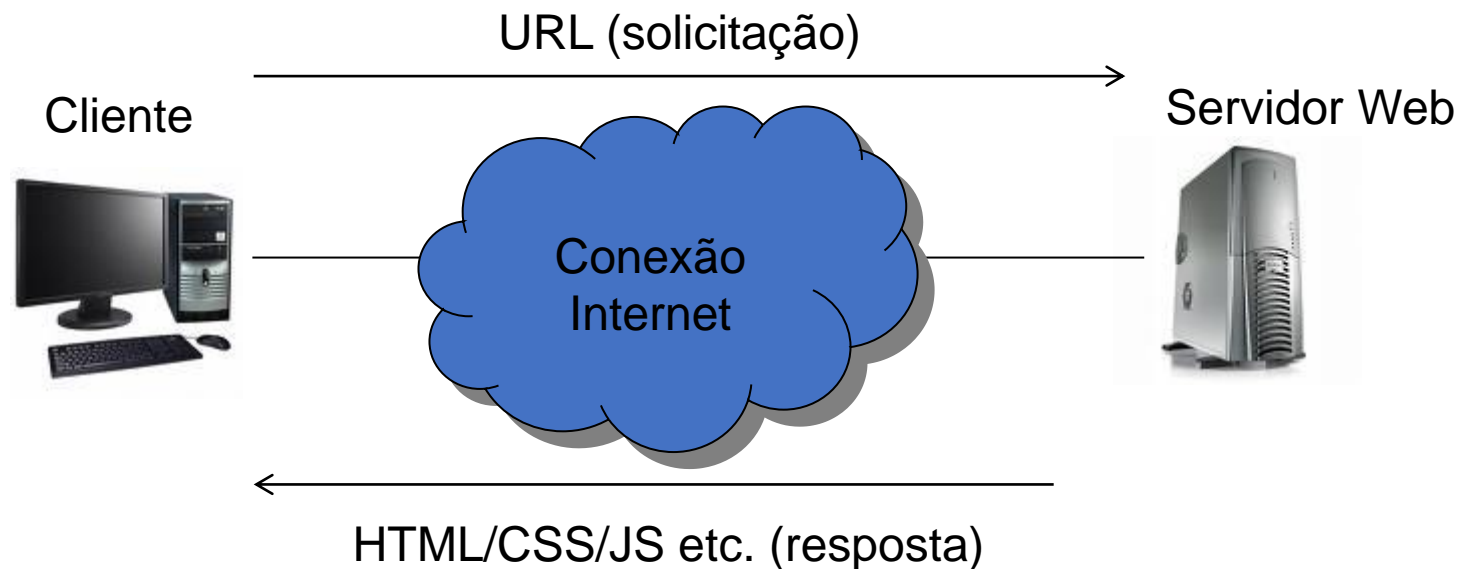 URL (solicitação)
Cliente
Servidor Web
Conexão
Internet
HTML/CSS/JS etc. (resposta)